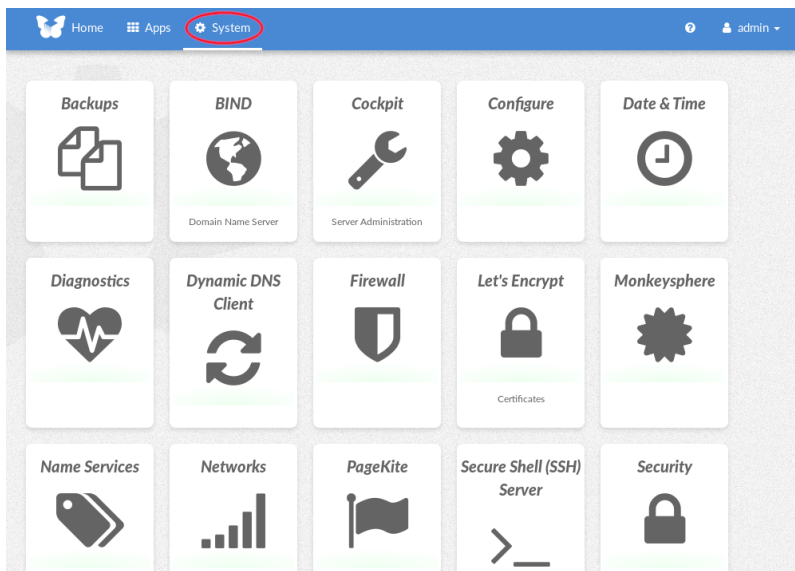 Home Apps System admin
Backups BIND Cockpit Configure Date & Time
Domain Name Server Server Administration
Diagnostics Dynamic DNS Firewall Let's Encrypt Monkeysphere
Client
Certificates
Name Services Networks PageKite Secure Shell (SSH) Security
Server